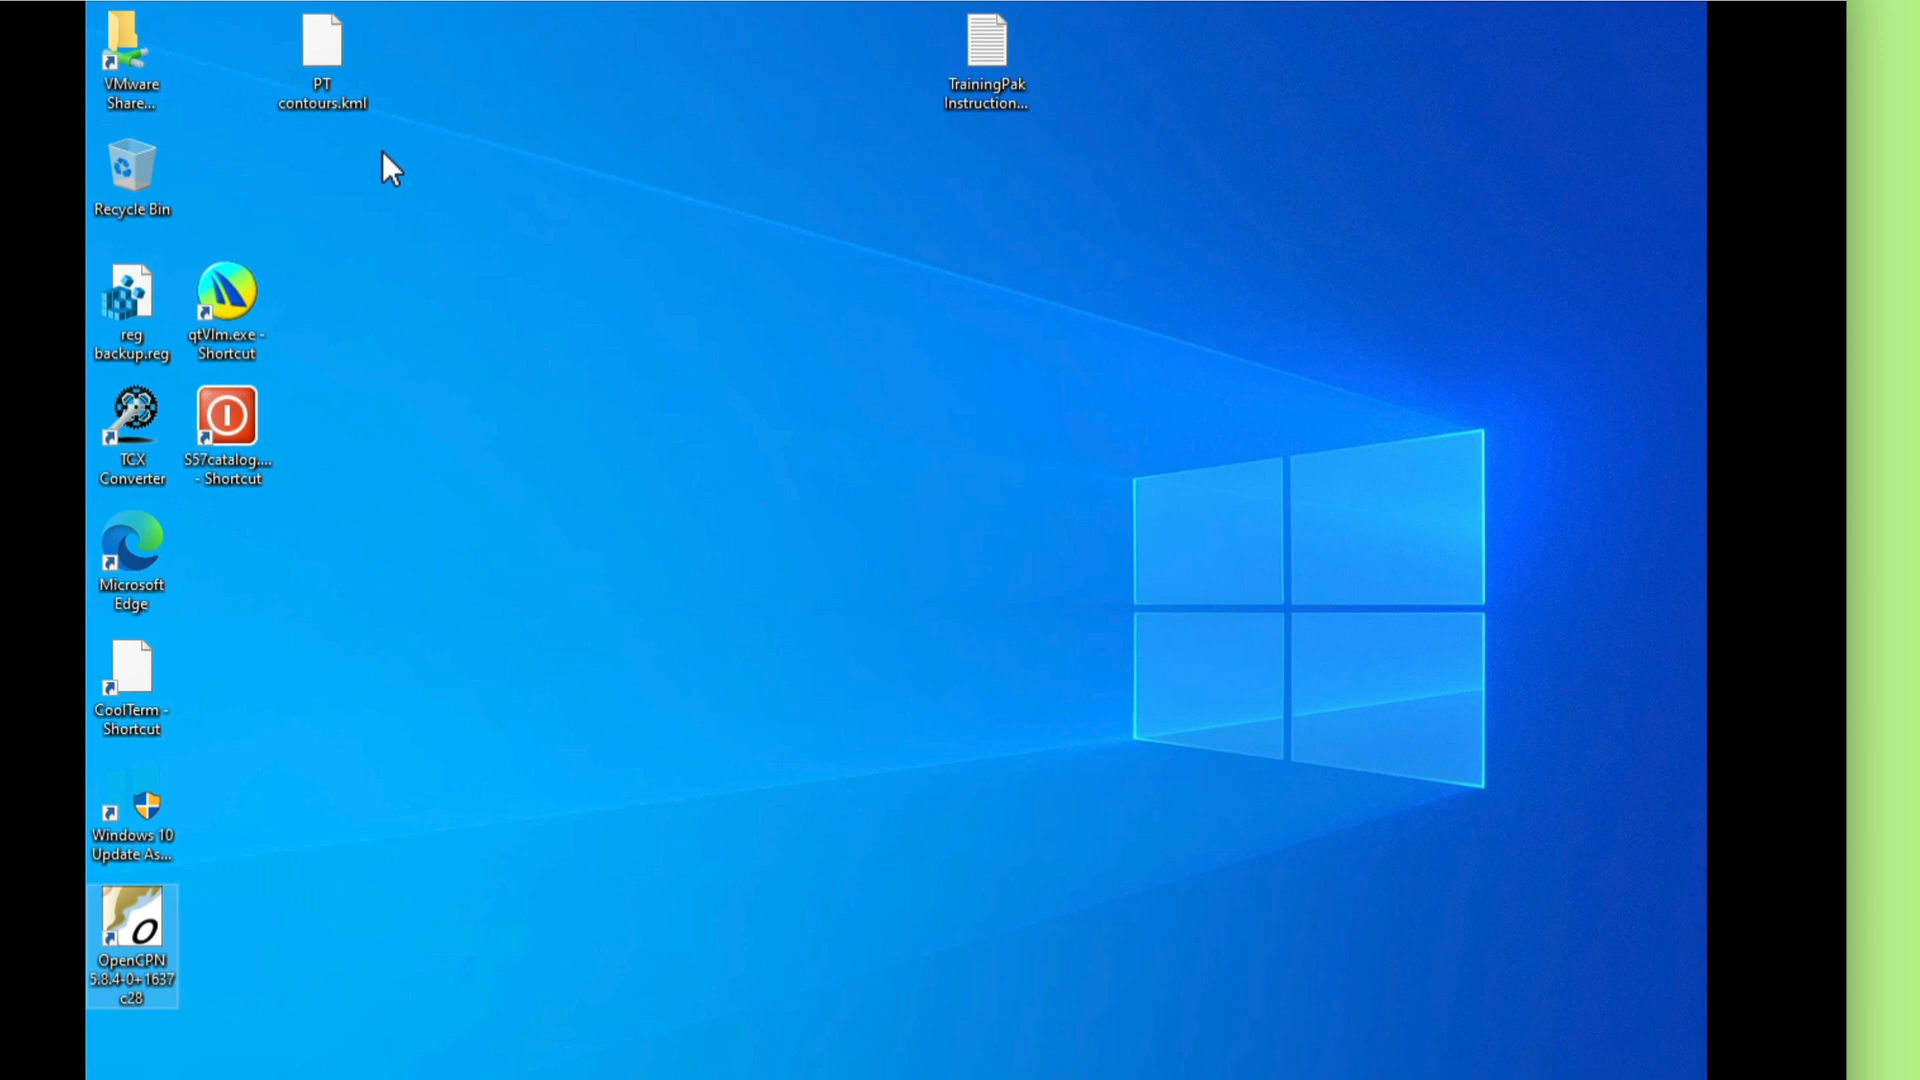 VMware
Share...
PT
contours.kml
TrainingPak
Instruction...
Recycle Bin
reg
backup.reg
qtVlm.exe -
Shortcut
TCX
Converter
S57catalog....
- Shortcut
Microsoft
Edge
CoolTerm -
Shortcut
Windows 10
Update As...
OpenCPN
5.8.4-0+1637
c28